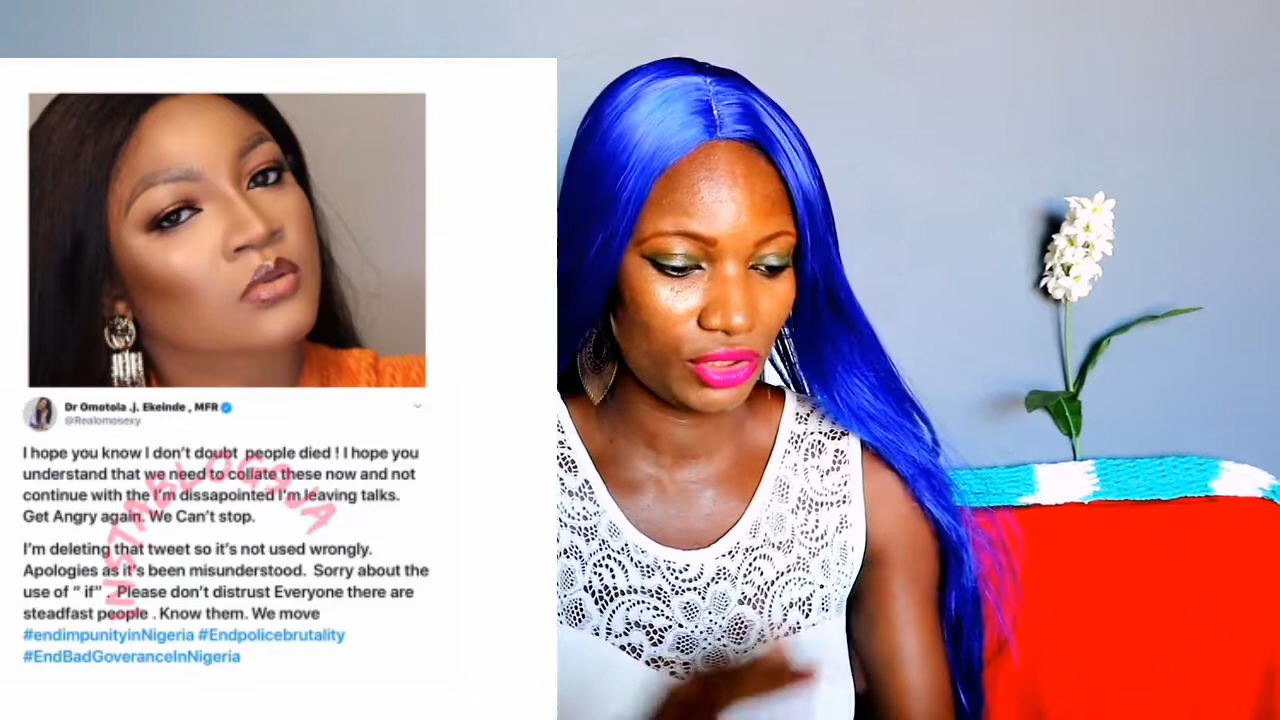 Dr Omotola .j. Ekeinde , MFR
@Realomosexy
I hope you know I don't doubt people died ! I hope you
understand that we need to collate these now and not
continue with the I'm dissapointed I'm leaving talks.
Get Angry again. We Can't stop.
I'm deleting that tweet so it's not used wrongly.
Apologies as it's been misunderstood. Sorry about the
use of “ if” . Please don't distrust Everyone there are
steadfast people . Know them. We move
#endimpunityinNigeria #Endpolicebrutality
#EndBadGoveranceInNigeria
INSTABLOG9JA